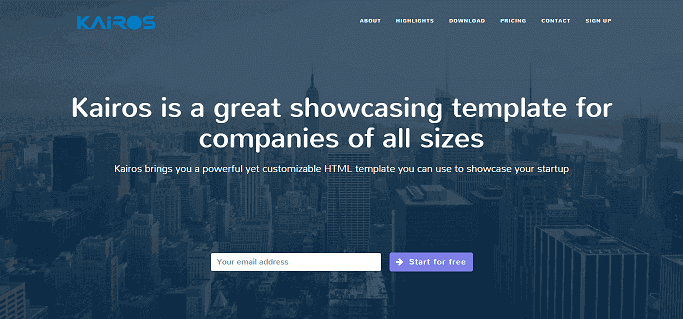 KAIROS
ABOUT HIGHLIGHTS DOWNLOAD PRICING CONTACT SIGN UP
Kairos is a great showcasing template for
companies of all sizes
Kairos brings you a powerful yet customizable HTML template you can use to showcase your startup
Your email address
Start for free